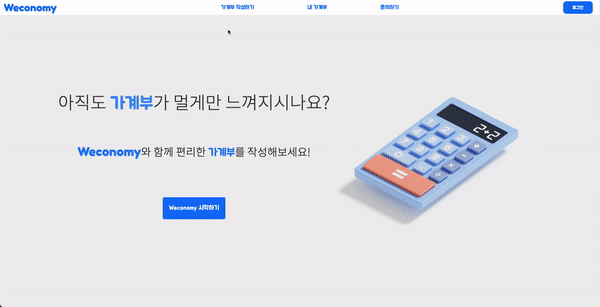 Weconomy
가계부 작성하기
내 가계부
문의하기
로그인
아직도 가계부가 멀게만 느껴지시나요?
Weconomy와 함께 편리한 가계부를 작성해보세요!
Weconomy 시작하기
2+2
=